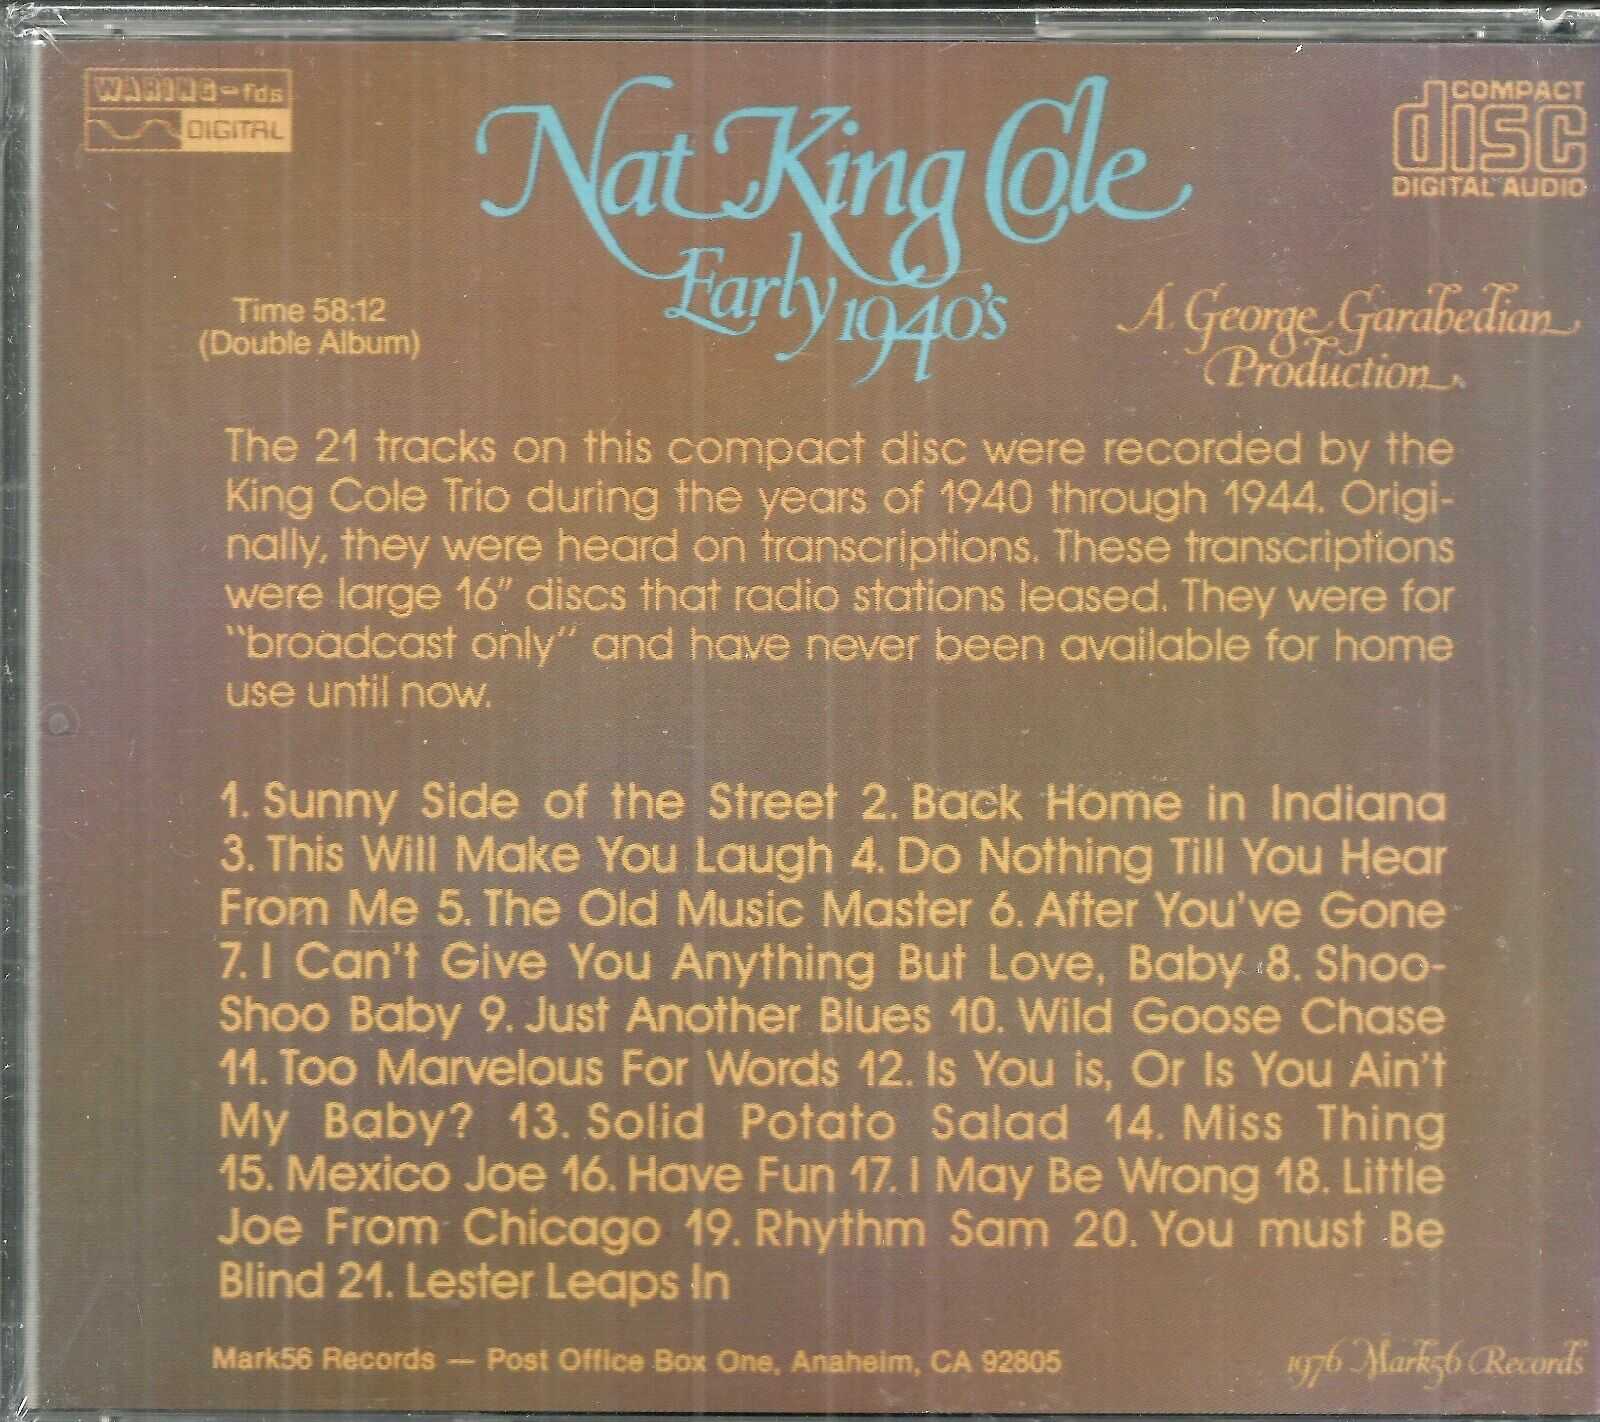 WARING-fds
DIGITAL
Nat King Cole
Early 1940's
COMPACT
disc
DIGITAL AUDIO
Time 58:12
(Double Album)
A George Garabedian
Production
The 21 tracks on this compact disc were recorded by the
King Cole Trio during the years of 1940 through 1944. Origi-
nally, they were heard on transcriptions. These transcriptions
were large 16" discs that radio stations leased. They were for
"broadcast only" and have never been available for home
use until now.
1. Sunny Side of the Street 2. Back Home in Indiana
3. This Will Make You Laugh 4. Do Nothing Till You Hear
From Me 5. The Old Music Master 6. After You've Gone
7. I Can't Give You Anything But Love, Baby 8. Shoo-
Shoo Baby 9. Just Another Blues 10. Wild Goose Chase
11. Too Marvelous For Words 12. Is You is, Or Is You Ain't
My Baby? 13. Solid Potato Salad 14. Miss Thing
15. Mexico Joe 16. Have Fun 17. I May Be Wrong 18. Little
Joe From Chicago 19. Rhythm Sam 20. You must Be
Blind 21. Lester Leaps In
Mark56 Records — Post Office Box One, Anaheim, CA 92805
1976 Mark56 Records